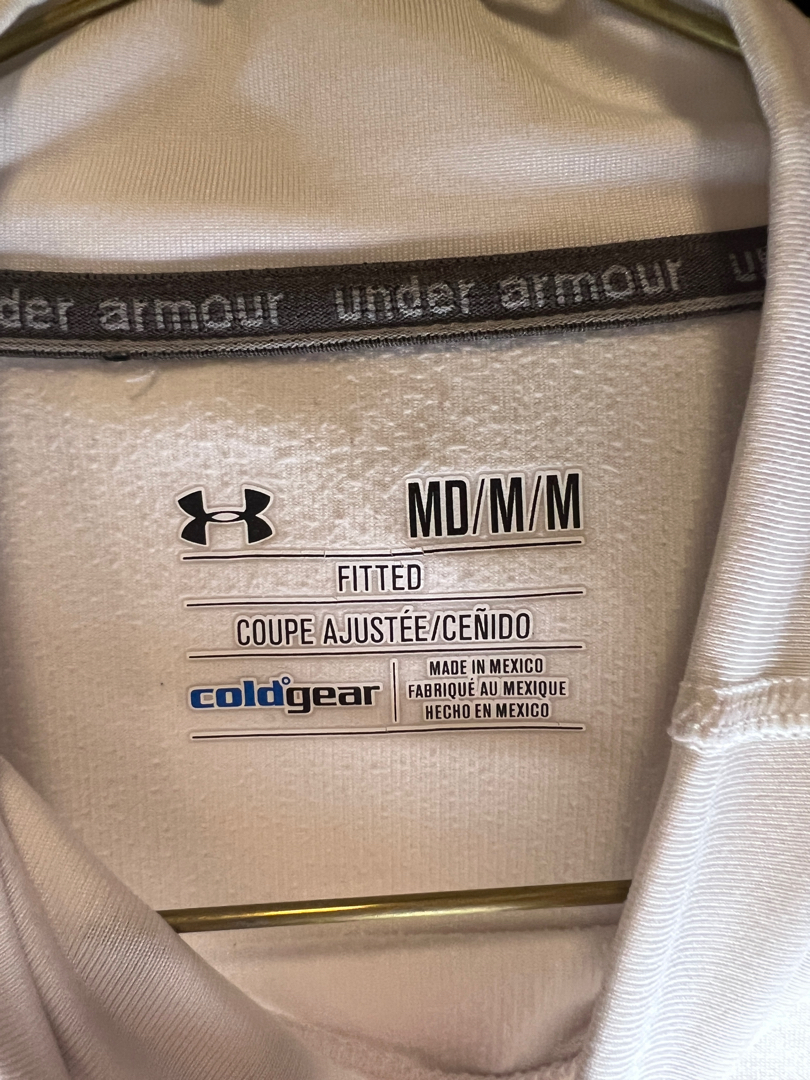 der armour under armour un
MD/M/M
FITTED
COUPE AJUSTÉE/CEÑIDO
coldgear
MADE IN MEXICO
FABRIQUÉ AU MEXIQUE
HECHO EN MEXICO